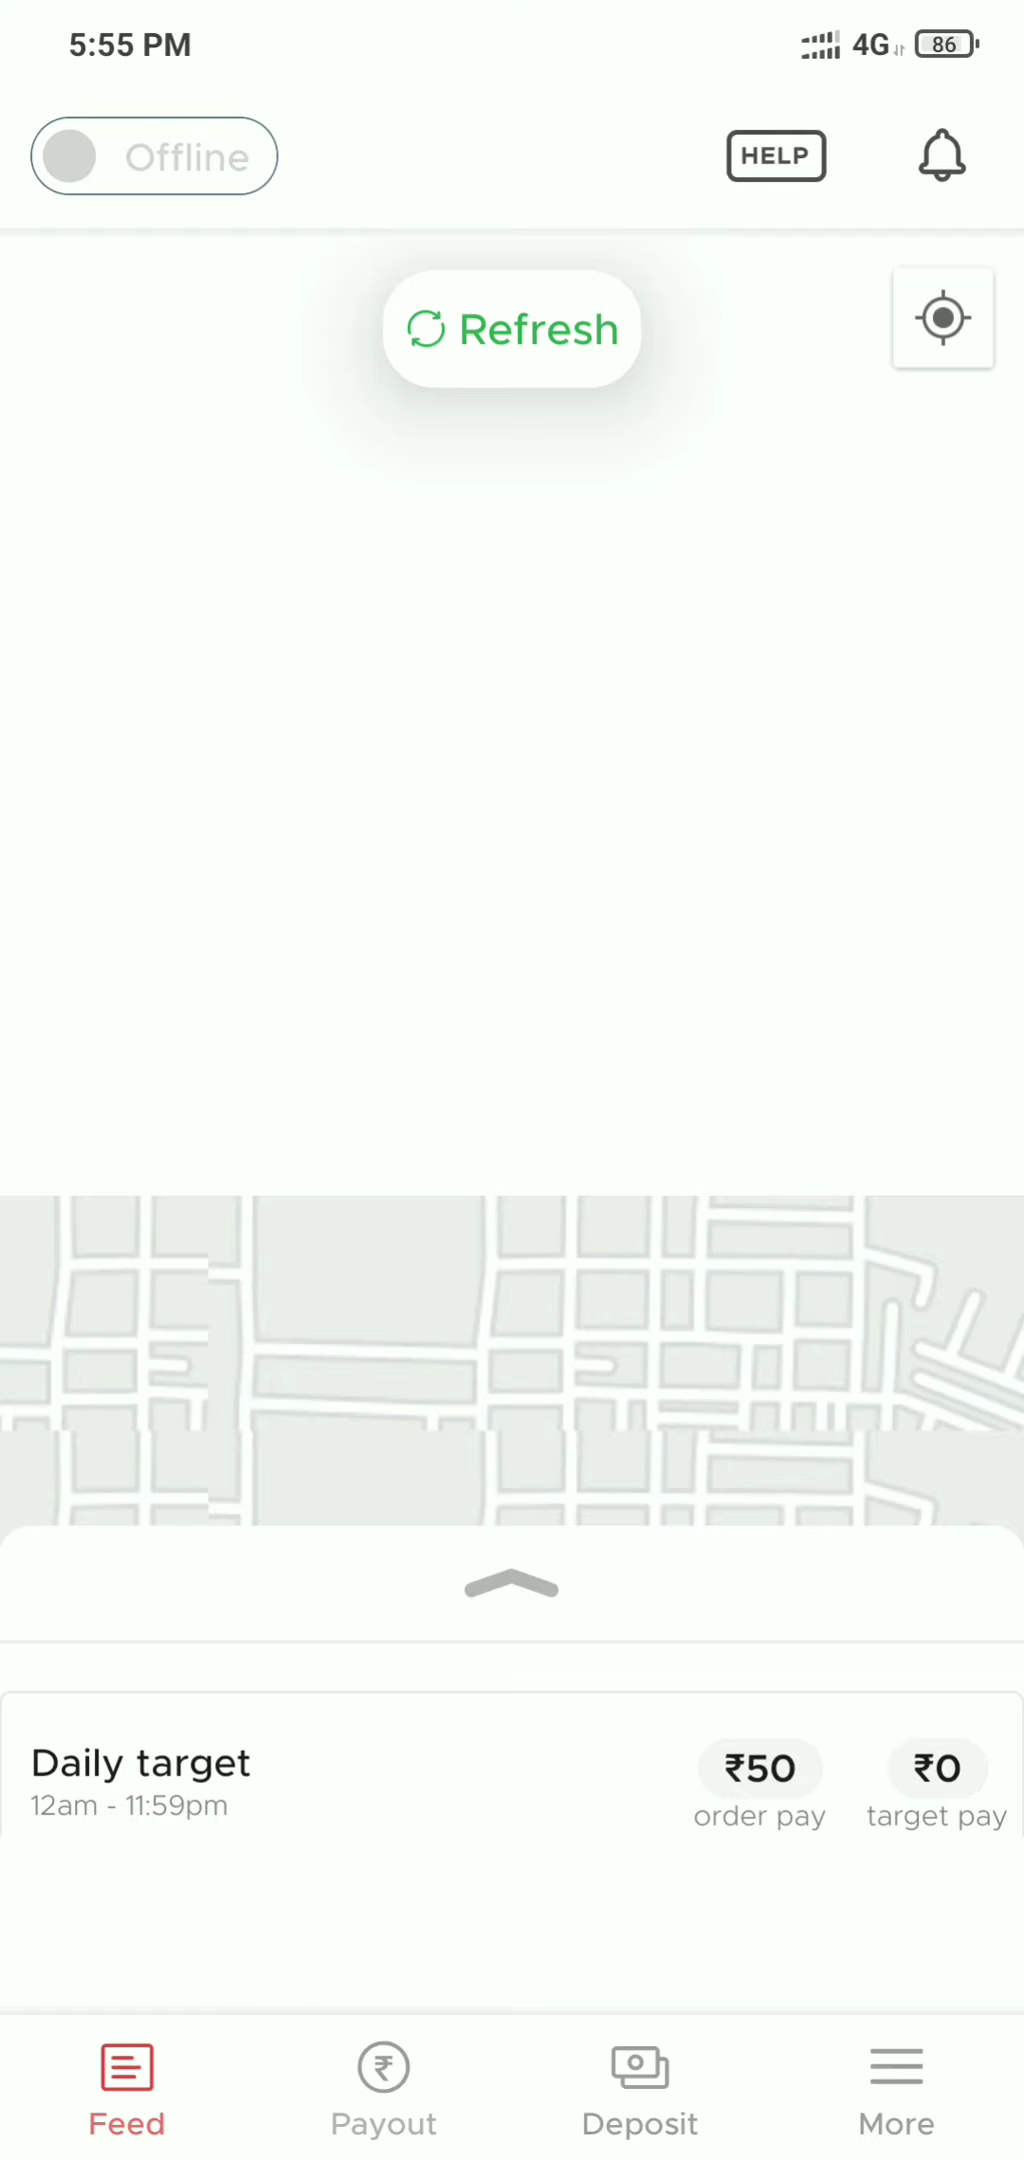 5:55 PM 4G 86
Offline HELP
Refresh
Daily target ₹50 ₹0
12am - 11:59pm order pay target pay
Feed Payout Deposit More